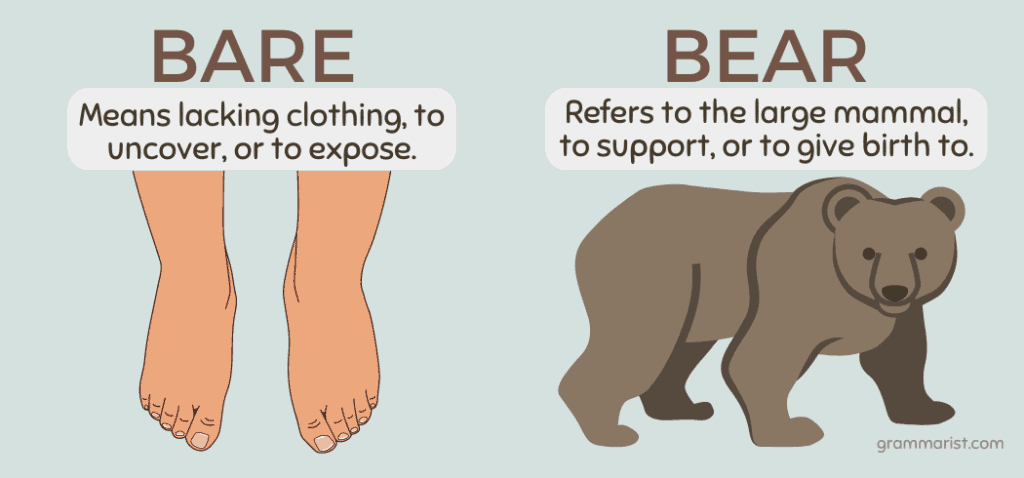 BARE
Means lacking clothing, to
uncover, or to expose.
BEAR
Refers to the large mammal,
to support, or to give birth to.
grammarist.com